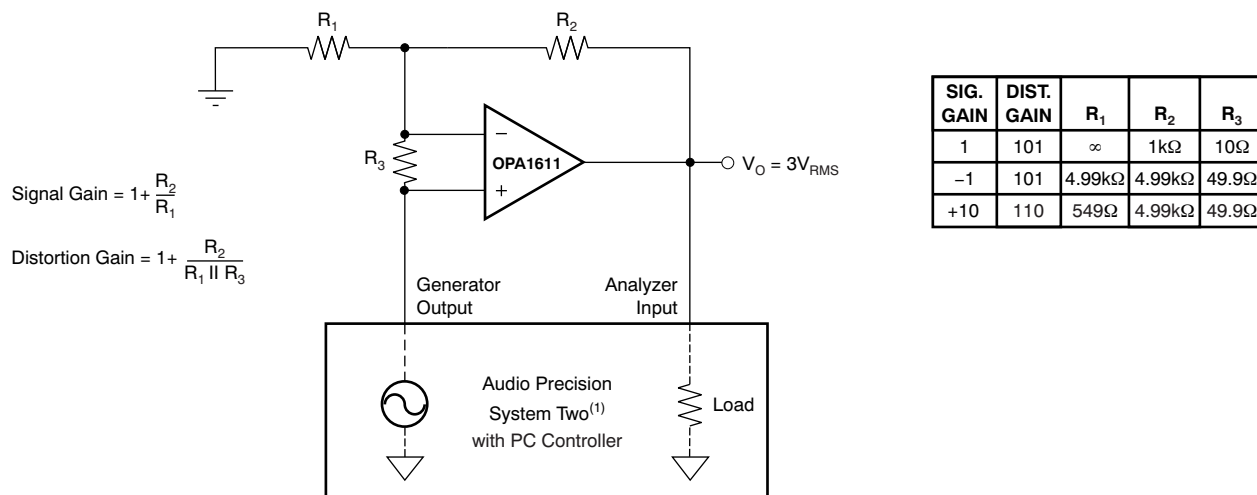 R1
R2
SIG. GAIN
DIST. GAIN
R1
R2
R3
1
101
∞
1kΩ
10Ω
−1
101
4.99kΩ
4.99kΩ
49.9Ω
+10
110
549Ω
4.99kΩ
49.9Ω
R3
−
OPA1611
+
VO = 3VRMS
Signal Gain = 1+ R2/R1
Distortion Gain = 1+ R2/(R1 II R3)
Generator
Output
Analyzer
Input
Audio Precision
System Two(1)
with PC Controller
Load